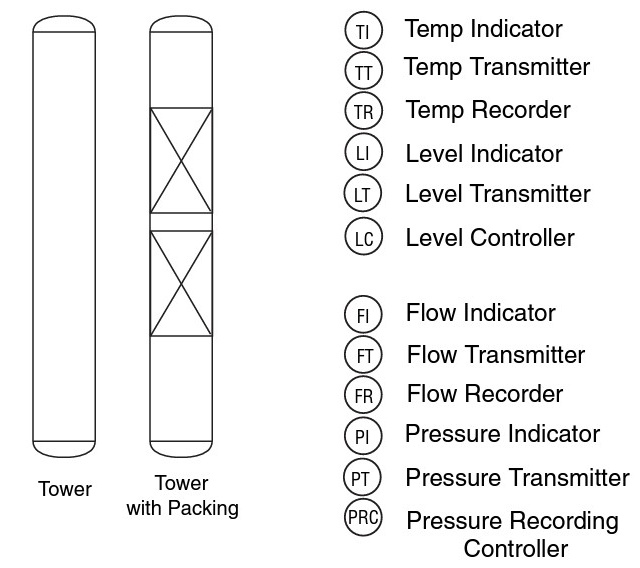 TI Temp Indicator
TT Temp Transmitter
TR Temp Recorder
LI Level Indicator
LT Level Transmitter
LC Level Controller
FI Flow Indicator
FT Flow Transmitter
FR Flow Recorder
PI Pressure Indicator
PT Pressure Transmitter
PRC Pressure Recording
Controller
Tower
Tower
with Packing